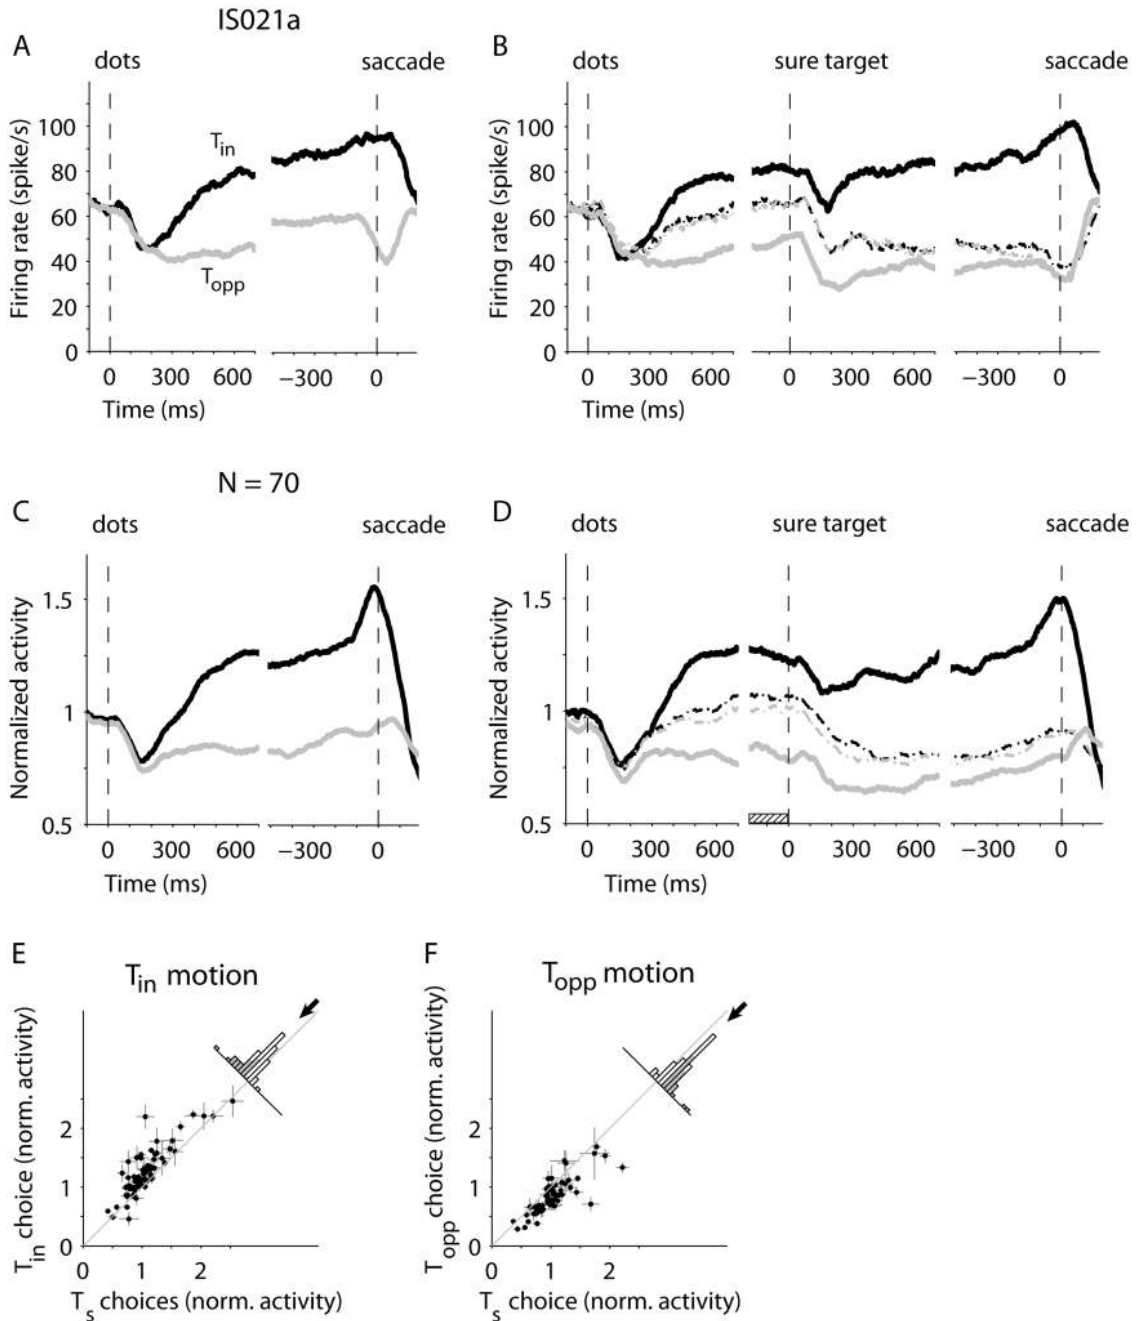 IS021a
A
dots
saccade
Firing rate (spike/s)
100
80
60
40
20
0
T_in
T_opp
0 300 600
−300 0
Time (ms)
B
dots
sure target
saccade
Firing rate (spike/s)
100
80
60
40
20
0
0 300 600
0 300 600
−300 0
Time (ms)
N = 70
C
dots
saccade
Normalized activity
1.5
1
0.5
0 300 600
−300 0
Time (ms)
D
dots
sure target
saccade
Normalized activity
1.5
1
0.5
0 300 600
0 300 600
−300 0
Time (ms)
E
T_in motion
T_in choice (norm. activity)
2
1
0
0 1 2
T_s choices (norm. activity)
F
T_opp motion
T_opp choice (norm. activity)
2
1
0
0 1 2
T_s choice (norm. activity)